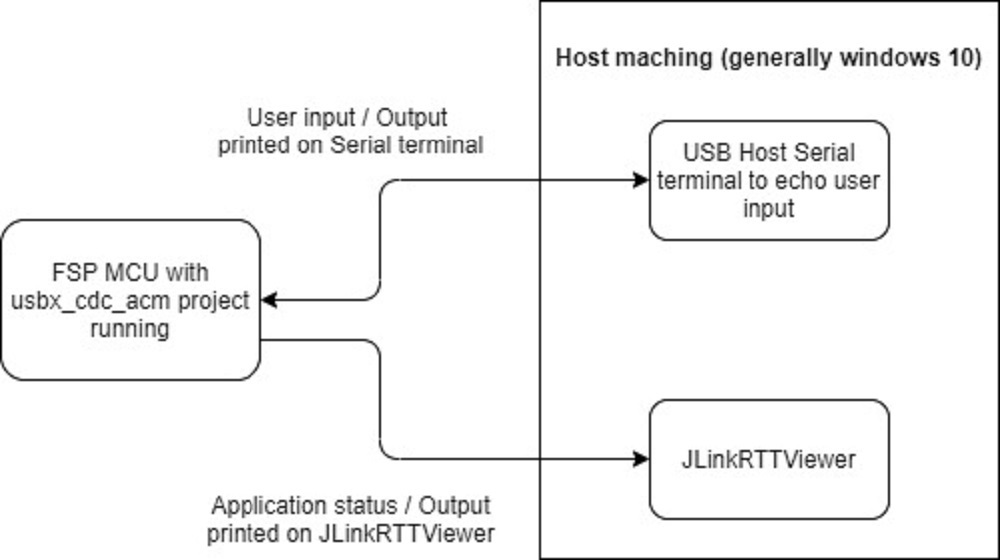 Host maching (generally windows 10)
User input / Output
printed on Serial terminal
USB Host Serial
terminal to echo user
input
FSP MCU with
usbx_cdc_acm project
running
JLinkRTTViewer
Application status / Output
printed on JLinkRTTViewer